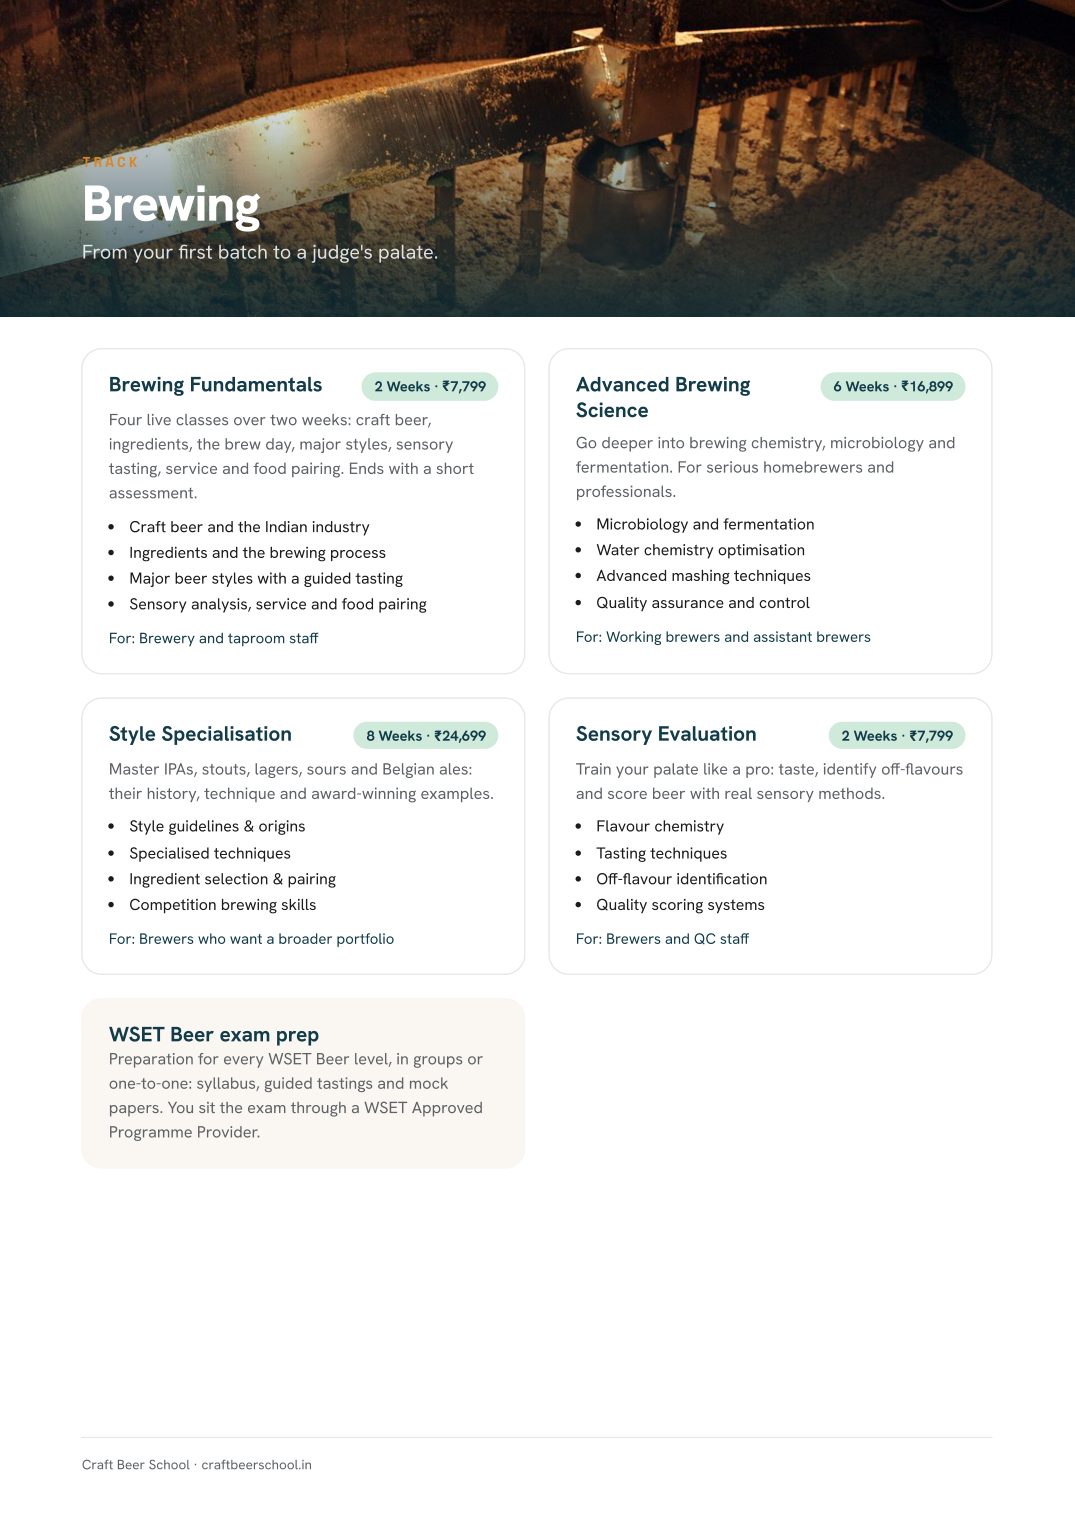 TRACK
Brewing
From your first batch to a judge's palate.
Brewing Fundamentals
2 Weeks · ₹7,799
Four live classes over two weeks: craft beer,
ingredients, the brew day, major styles, sensory
tasting, service and food pairing. Ends with a short
assessment.
• Craft beer and the Indian industry
• Ingredients and the brewing process
• Major beer styles with a guided tasting
• Sensory analysis, service and food pairing
For: Brewery and taproom staff
Advanced Brewing
Science
6 Weeks · ₹16,899
Go deeper into brewing chemistry, microbiology and
fermentation. For serious homebrewers and
professionals.
• Microbiology and fermentation
• Water chemistry optimisation
• Advanced mashing techniques
• Quality assurance and control
For: Working brewers and assistant brewers
Style Specialisation
8 Weeks · ₹24,699
Master IPAs, stouts, lagers, sours and Belgian ales:
their history, technique and award-winning examples.
• Style guidelines & origins
• Specialised techniques
• Ingredient selection & pairing
• Competition brewing skills
For: Brewers who want a broader portfolio
Sensory Evaluation
2 Weeks · ₹7,799
Train your palate like a pro: taste, identify off-flavours
and score beer with real sensory methods.
• Flavour chemistry
• Tasting techniques
• Off-flavour identification
• Quality scoring systems
For: Brewers and QC staff
WSET Beer exam prep
Preparation for every WSET Beer level, in groups or
one-to-one: syllabus, guided tastings and mock
papers. You sit the exam through a WSET Approved
Programme Provider.
Craft Beer School · craftbeerschool.in